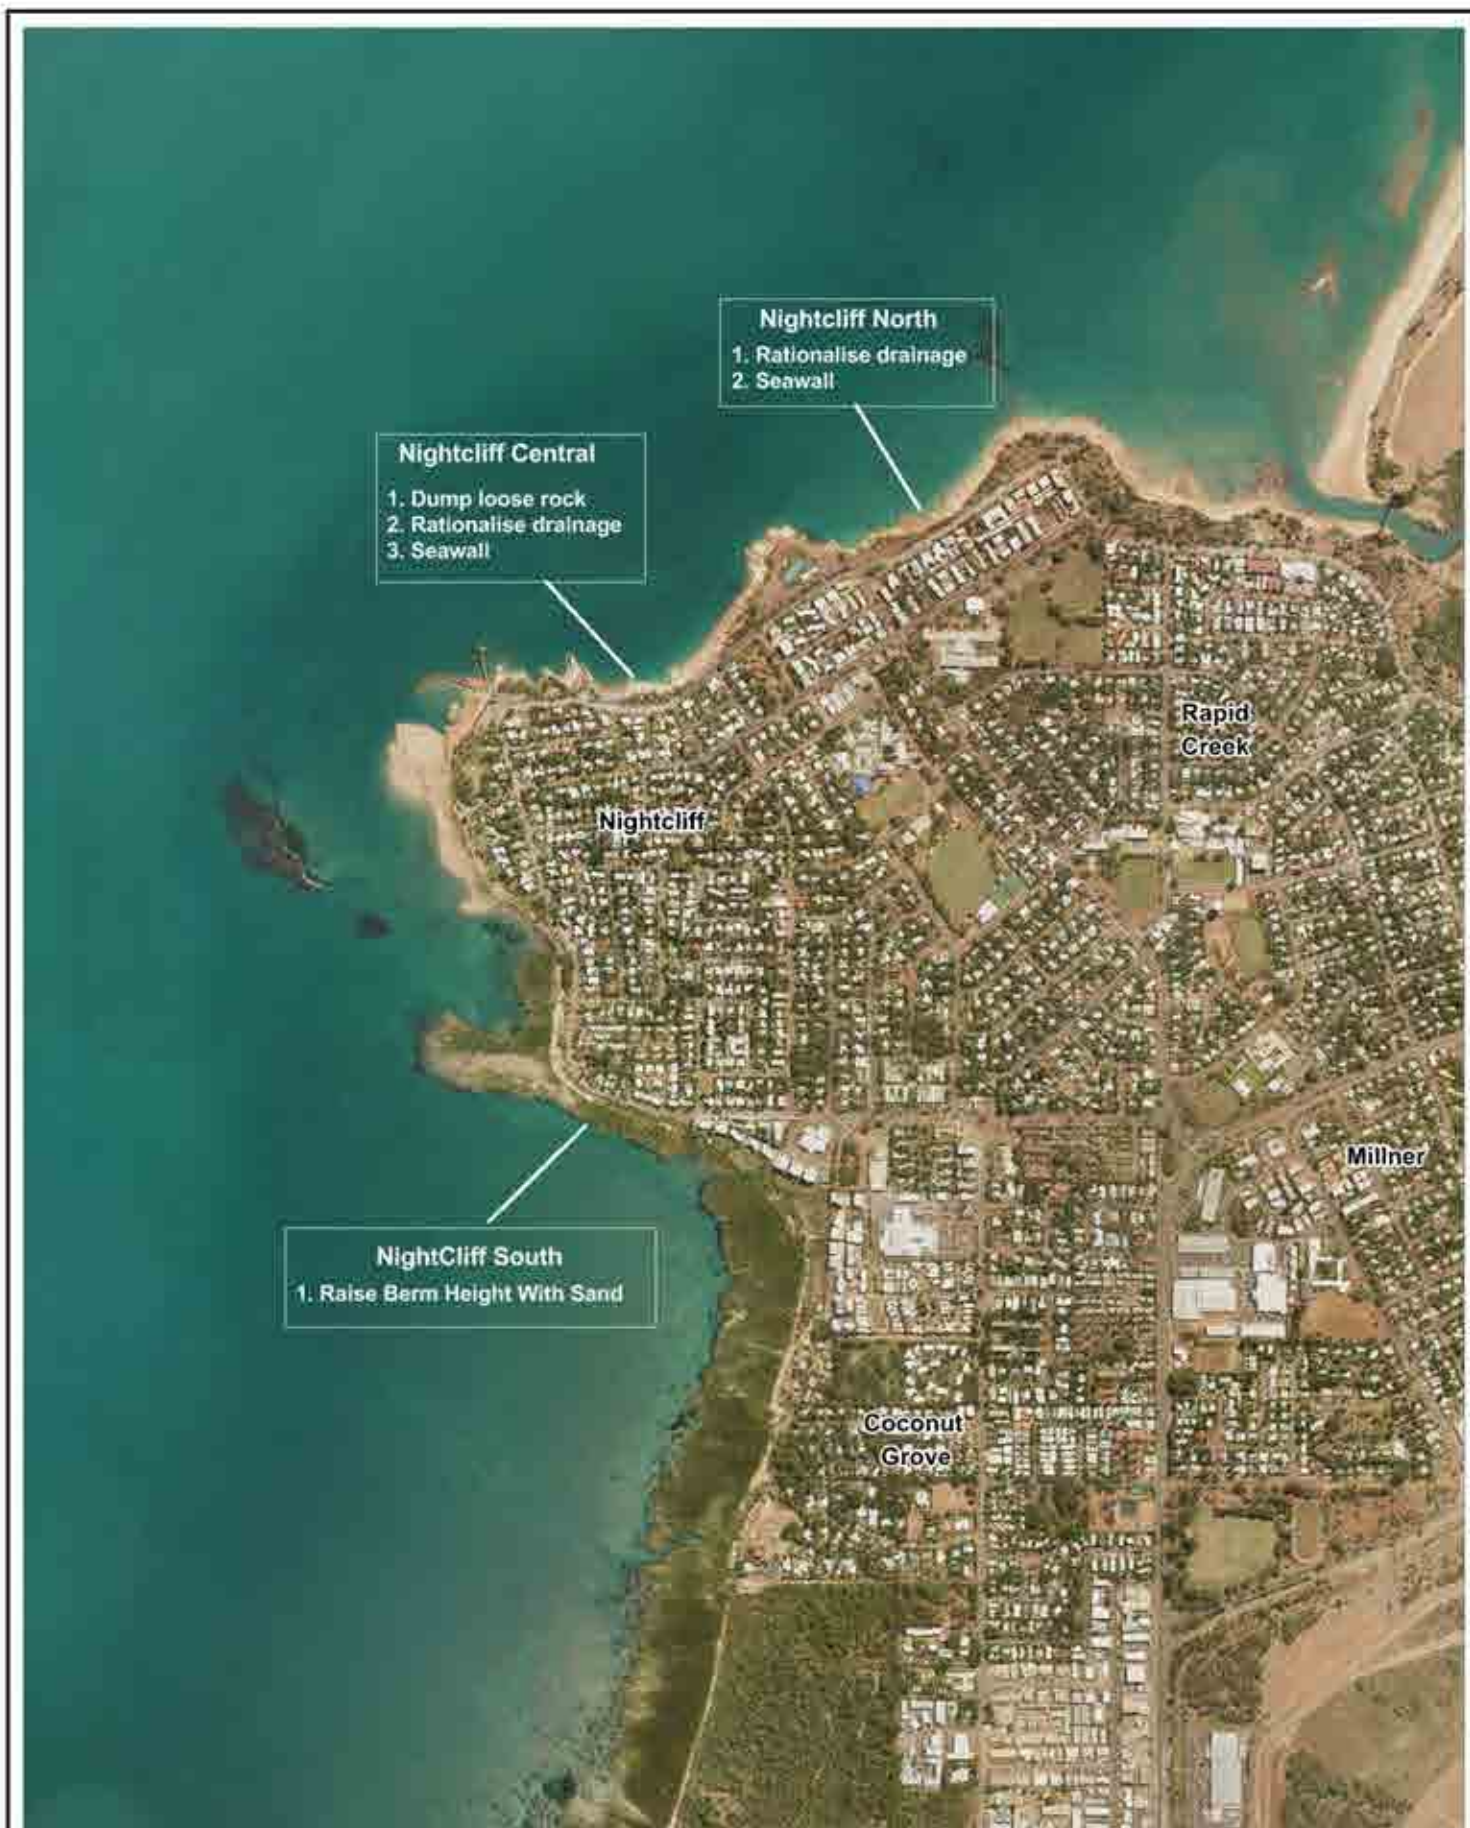 Nightcliff North
1. Rationalise drainage
2. Seawall
Nightcliff Central
1. Dump loose rock
2. Rationalise drainage
3. Seawall
Rapid
Creek
Nightcliff
Millner
NightCliff South
1. Raise Berm Height With Sand
Coconut
Grove